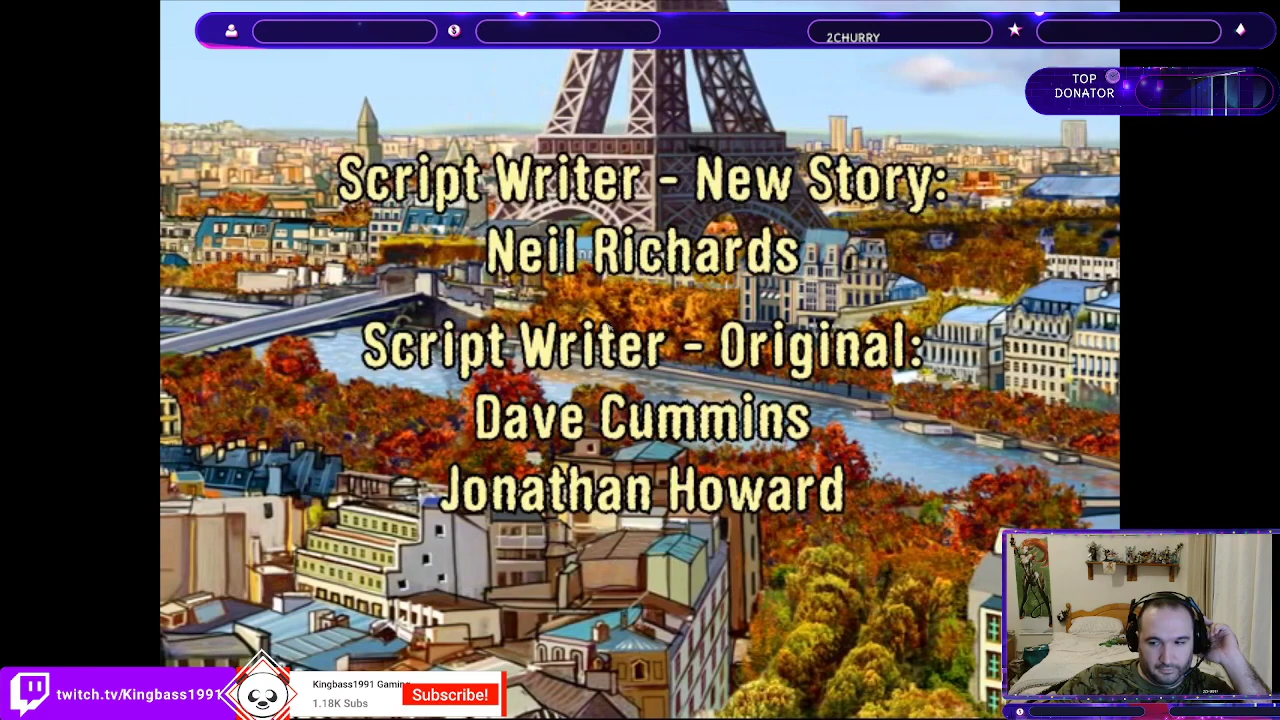 2CHURRY
TOP
DONATOR
Script Writer - New Story:
Neil Richards
Script Writer - Original:
Dave Cummins
Jonathan Howard
twitch.tv/Kingbass1991
Kingbass1991 Gaming
1.18K Subs
Subscribe!